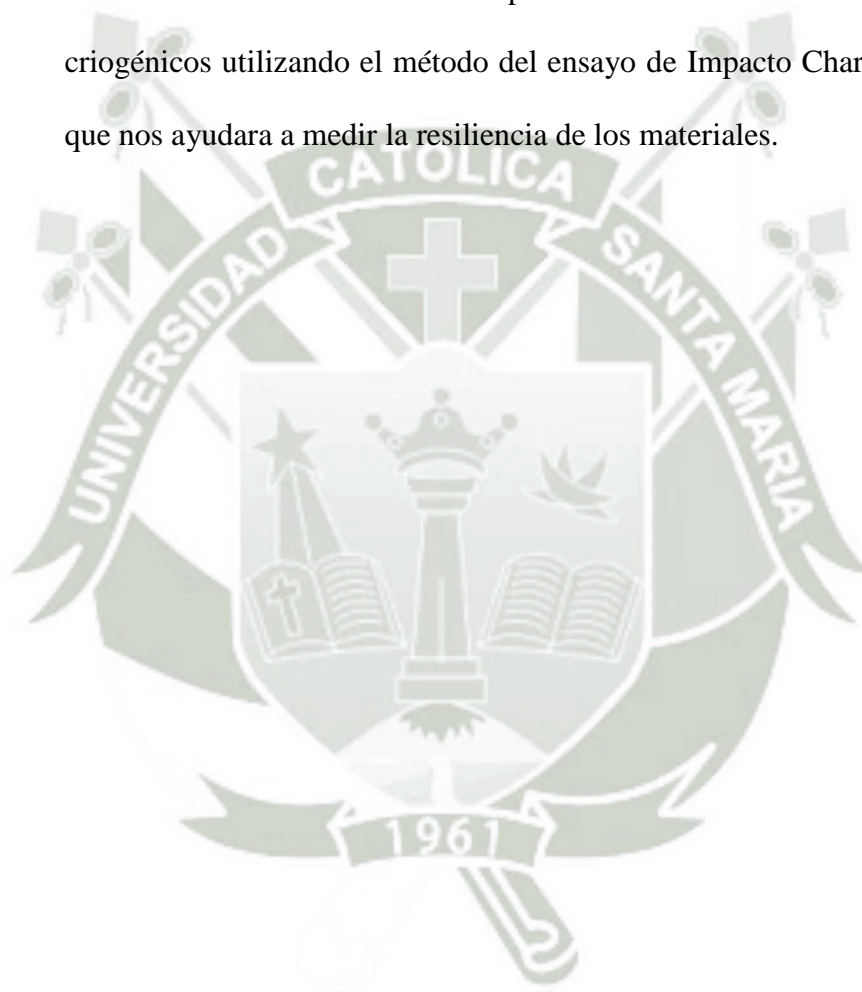 criogénicos utilizando el método del ensayo de Impacto Char
que nos ayudara a medir la resiliencia de los materiales.
UNIVERSIDAD CATOLICA SANTA MARIA
1961